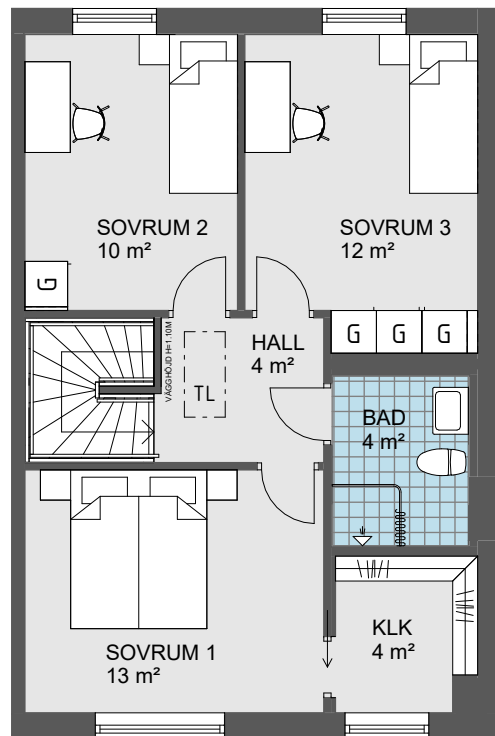 SOVRUM 2
10 m²
SOVRUM 3
12 m²
G
VÄGGHÖJD H=1.10M
HALL
4 m²
TL
G G G
BAD
4 m²
SOVRUM 1
13 m²
KLK
4 m²